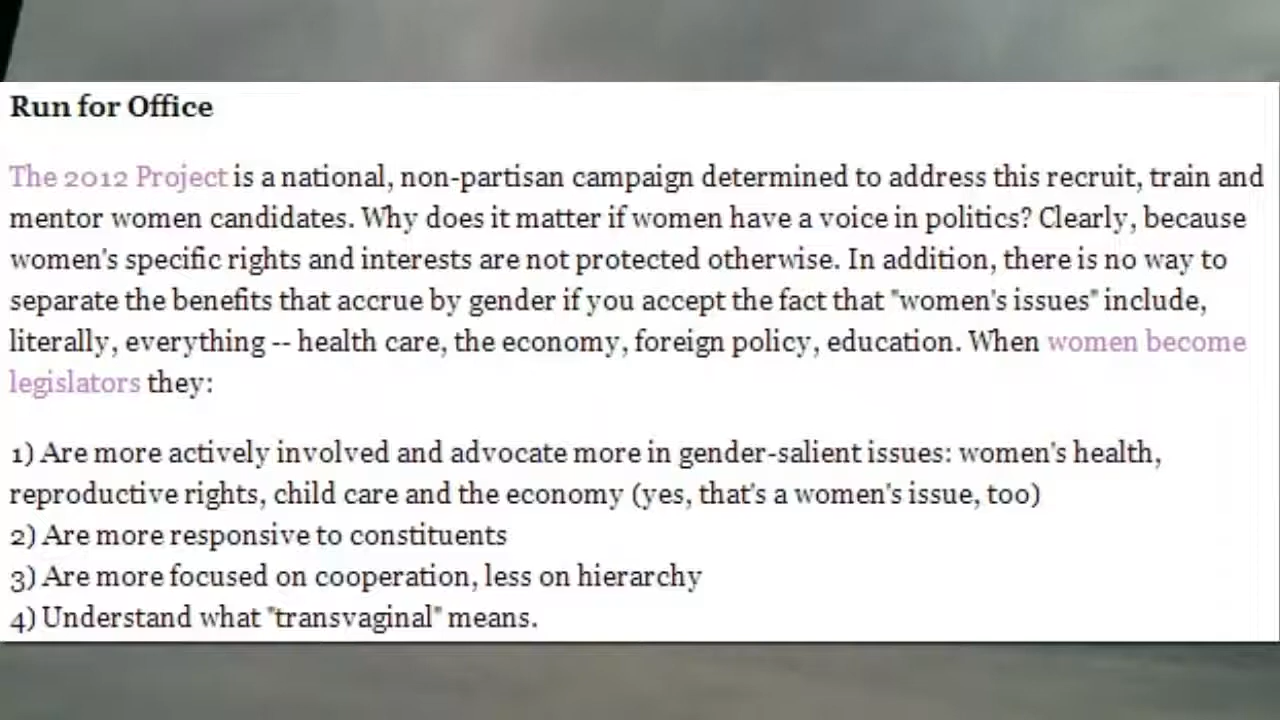 Run for Office
The 2012 Project is a national, non-partisan campaign determined to address this recruit, train and
mentor women candidates. Why does it matter if women have a voice in politics? Clearly, because
women's specific rights and interests are not protected otherwise. In addition, there is no way to
separate the benefits that accrue by gender if you accept the fact that "women's issues" include,
literally, everything -- health care, the economy, foreign policy, education. When women become
legislators they:
1) Are more actively involved and advocate more in gender-salient issues: women's health,
reproductive rights, child care and the economy (yes, that's a women's issue, too)
2) Are more responsive to constituents
3) Are more focused on cooperation, less on hierarchy
4) Understand what "transvaginal" means.